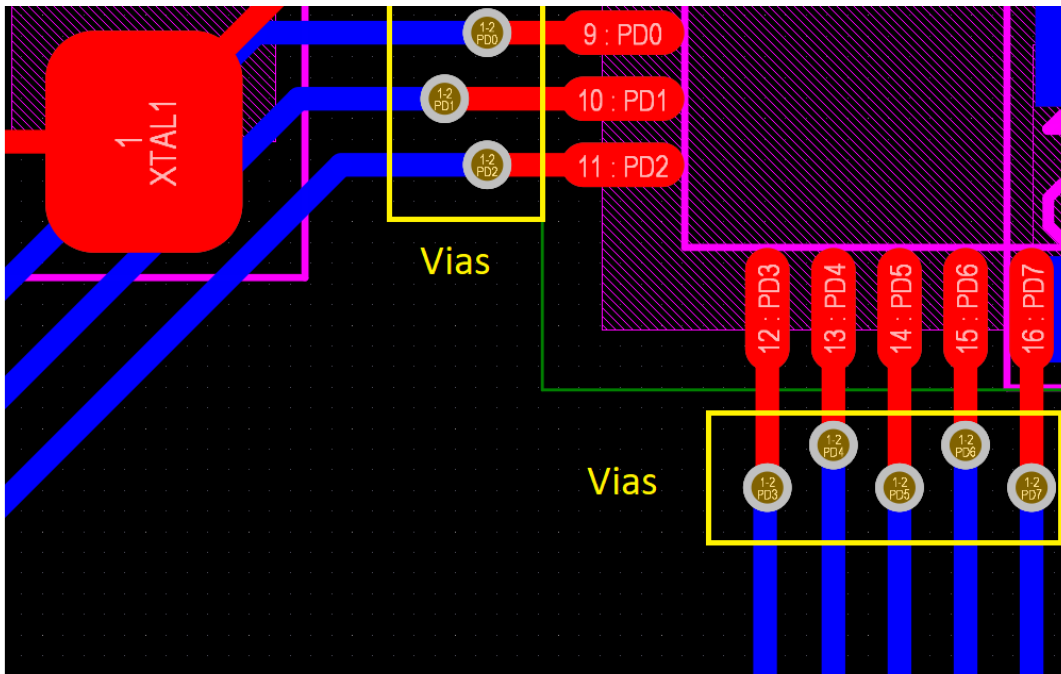 1-2
PD0
9 : PD0
1-2
PD1
10 : PD1
1
XTAL1
1-2
PD2
11 : PD2
Vias
12 : PD3
13 : PD4
14 : PD5
15 : PD6
16 : PD7
Vias
1-2
PD3
1-2
PD4
1-2
PD5
1-2
PD6
1-2
PD7